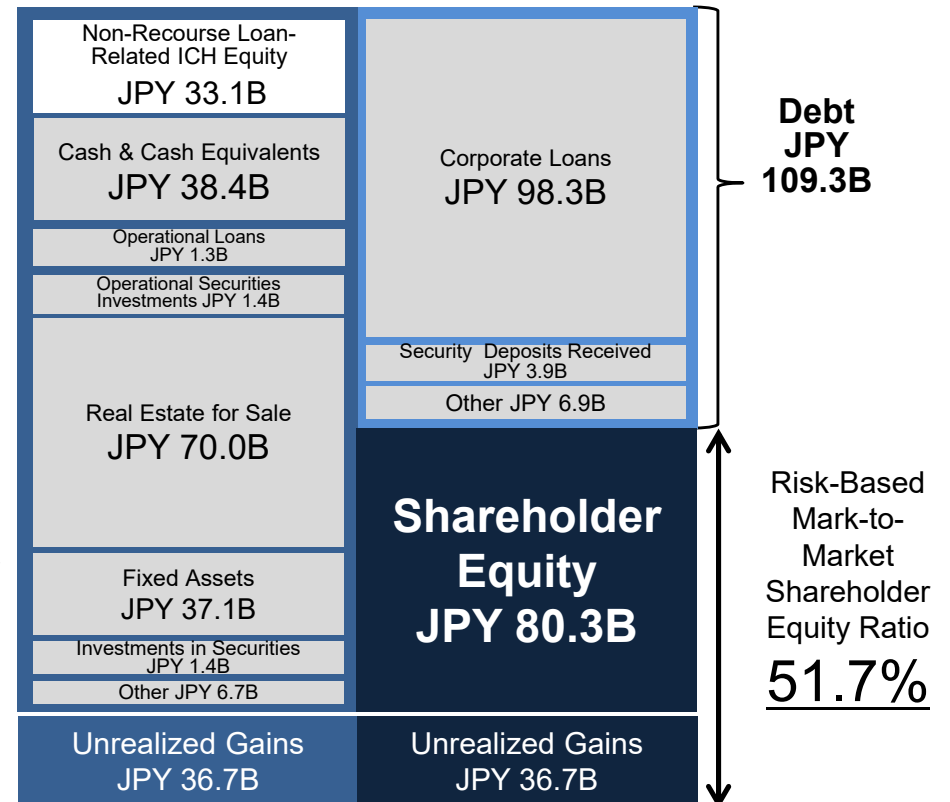 Non-Recourse Loan-
Related ICH Equity
JPY 33.1B
Cash & Cash Equivalents
JPY 38.4B
Operational Loans
JPY 1.3B
Operational Securities
Investments JPY 1.4B
Real Estate for Sale
JPY 70.0B
Fixed Assets
JPY 37.1B
Investments in Securities
JPY 1.4B
Other JPY 6.7B
Unrealized Gains
JPY 36.7B
Corporate Loans
JPY 98.3B
Security Deposits Received
JPY 3.9B
Other JPY 6.9B
Shareholder
Equity
JPY 80.3B
Unrealized Gains
JPY 36.7B
Debt
JPY
109.3B
Risk-Based
Mark-to-
Market
Shareholder
Equity Ratio
51.7%